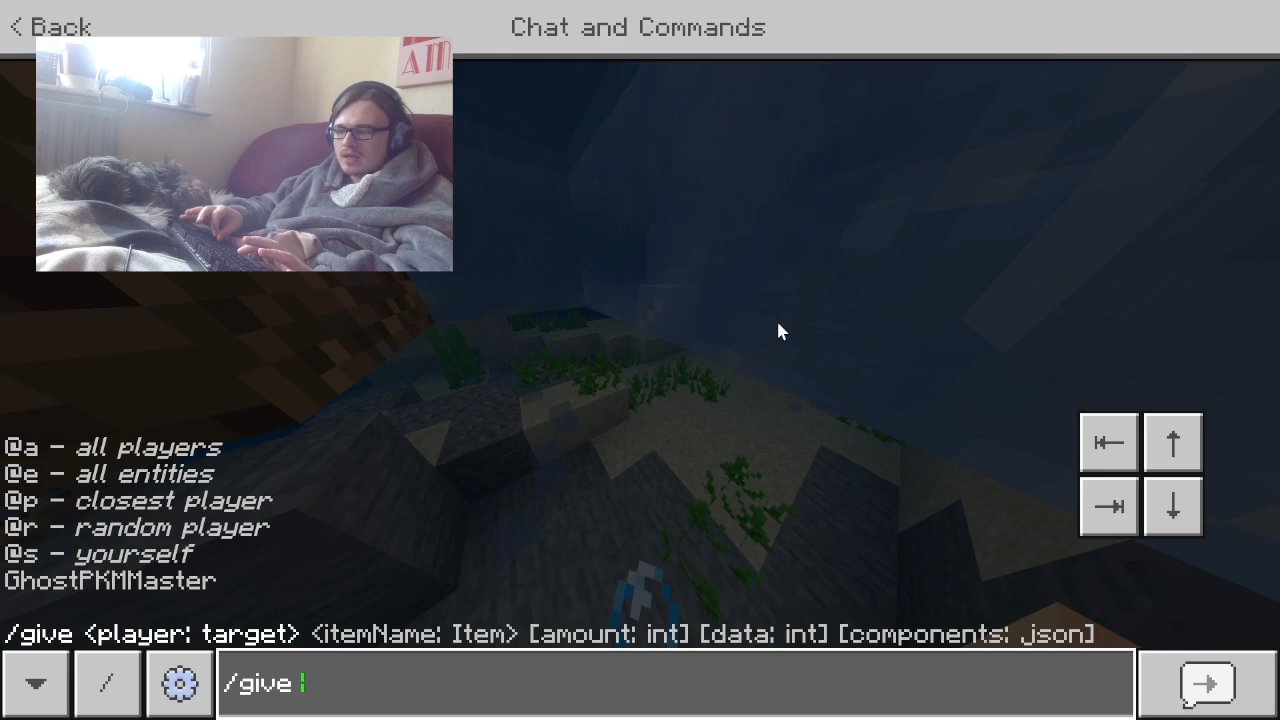 < Back
Chat and Commands
AM
@a - all players
@e - all entities
@p - closest player
@r - random player
@s - yourself
GhostPKMMaster
/give <player: target> <itemName: Item> [amount: int] [data: int] [components: json]
/
/give